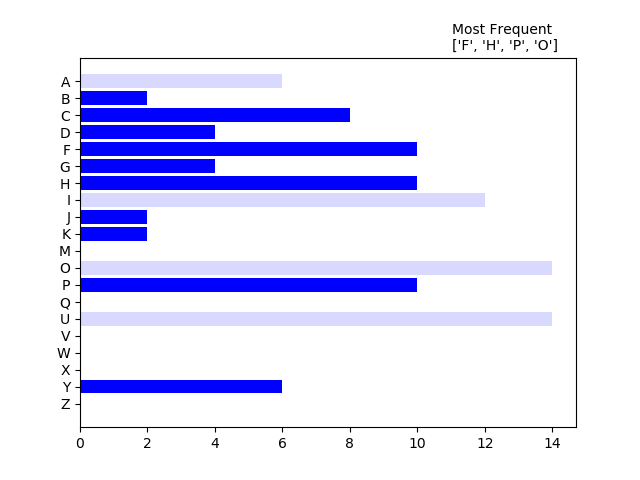 Most Frequent
['F', 'H', 'P', 'O']
A
B
C
D
F
G
H
I
J
K
M
O
P
Q
U
V
W
X
Y
Z
0 2 4 6 8 10 12 14